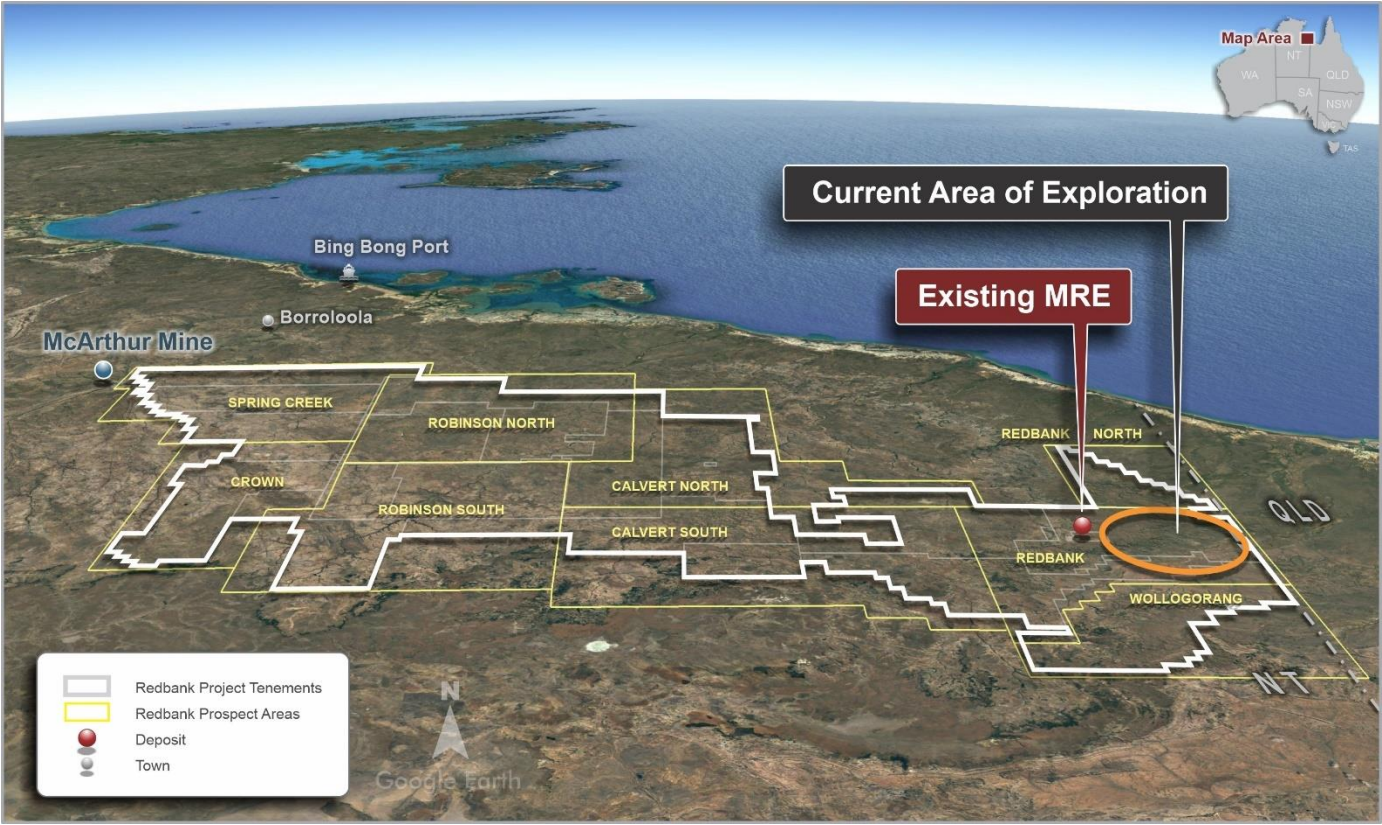 Map Area
NT
WA
QLD
SA
NSW
TAS
Current Area of Exploration
Bing Bong Port
Existing MRE
Borroloola
McArthur Mine
SPRING CREEK
ROBINSON NORTH
REDBANK NORTH
CROWN
CALVERT NORTH
ROBINSON SOUTH
QLD
CALVERT SOUTH
REDBANK
WOLLOGORANG
NT
Redbank Project Tenements
Redbank Prospect Areas
Deposit
Town
N
Google Earth